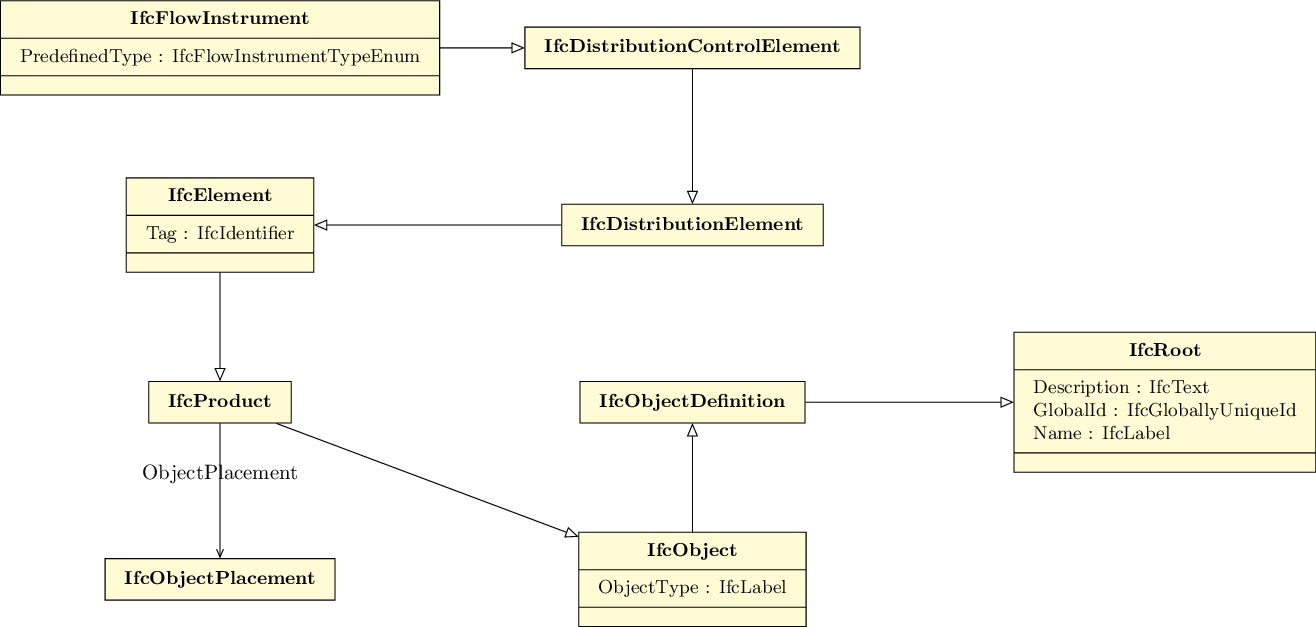 IfcFlowInstrument
PredefinedType : IfcFlowInstrumentTypeEnum
IfcDistributionControlElement
IfcElement
Tag : IfcIdentifier
IfcDistributionElement
IfcProduct
IfcObjectDefinition
IfcRoot
Description : IfcText
GlobalId : IfcGloballyUniqueId
Name : IfcLabel
ObjectPlacement
IfcObjectPlacement
IfcObject
ObjectType : IfcLabel